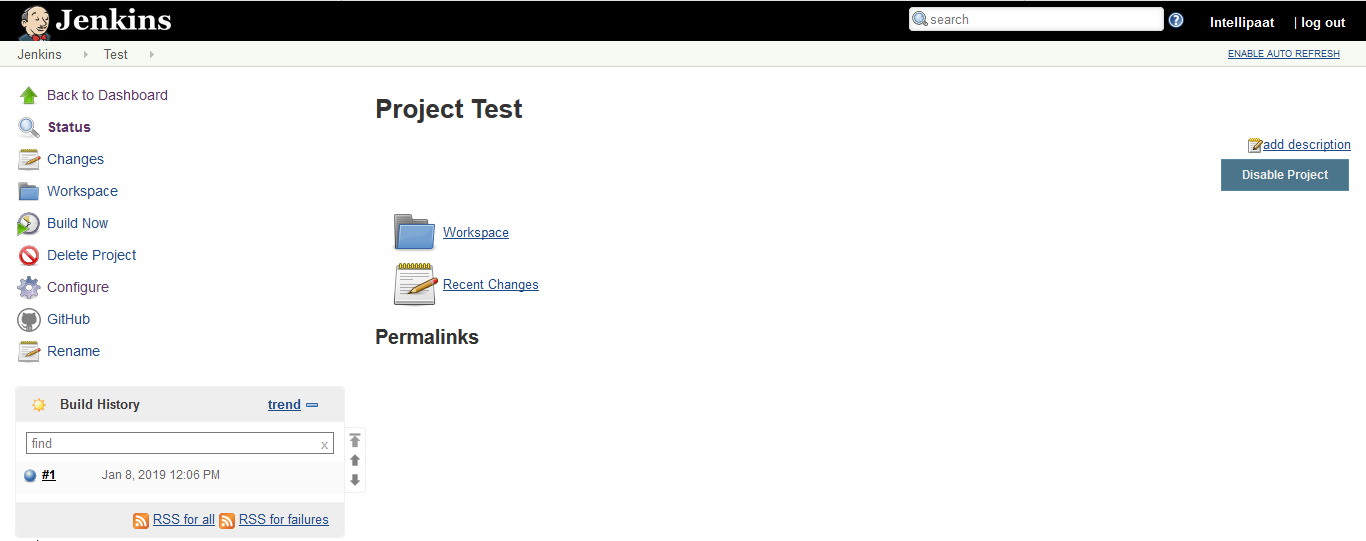 Jenkins
search
Intellipaat | log out
Jenkins Test
ENABLE AUTO REFRESH
Back to Dashboard
Status
Changes
Workspace
Build Now
Delete Project
Configure
GitHub
Rename
Project Test
add description
Disable Project
Workspace
Recent Changes
Permalinks
Build History trend
find x
#1 Jan 8, 2019 12:06 PM
RSS for all RSS for failures